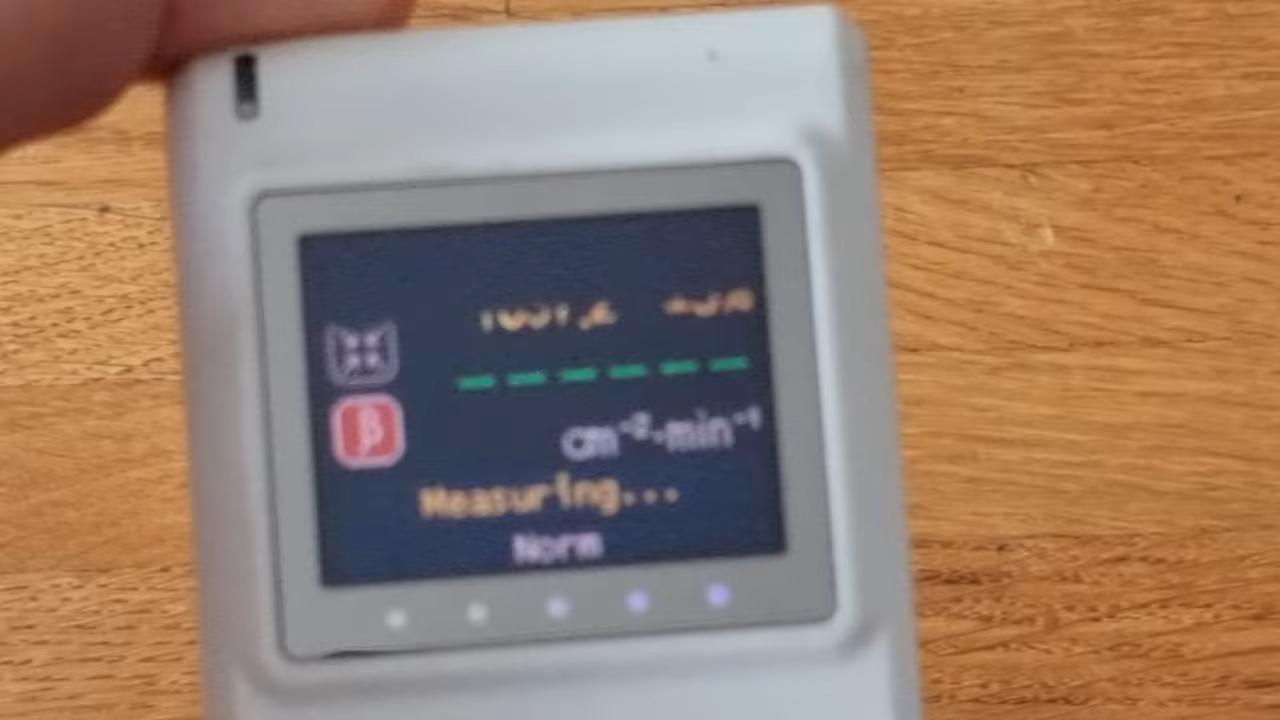 ------
β
cm⁻²·min⁻¹
Measuring...
Norm